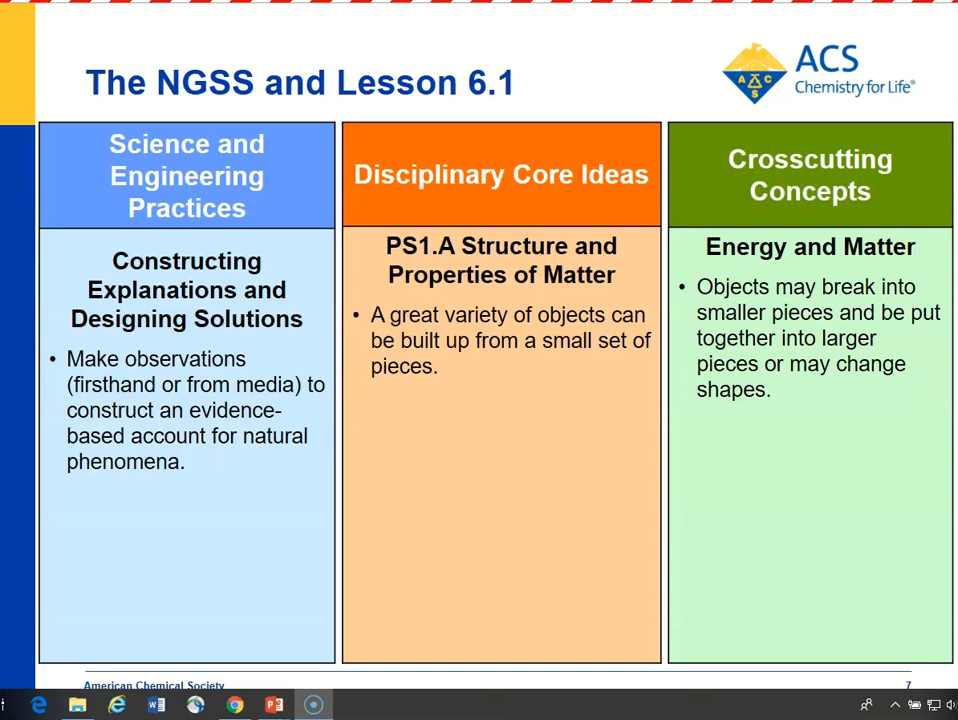 The NGSS and Lesson 6.1
ACS
Chemistry for Life®
A C S
Science and
Engineering
Practices
Constructing
Explanations and
Designing Solutions
• Make observations
(firsthand or from media) to
construct an evidence-
based account for natural
phenomena.
Disciplinary Core Ideas
PS1.A Structure and
Properties of Matter
• A great variety of objects can
be built up from a small set of
pieces.
Crosscutting
Concepts
Energy and Matter
• Objects may break into
smaller pieces and be put
together into larger
pieces or may change
shapes.
American Chemical Society
7